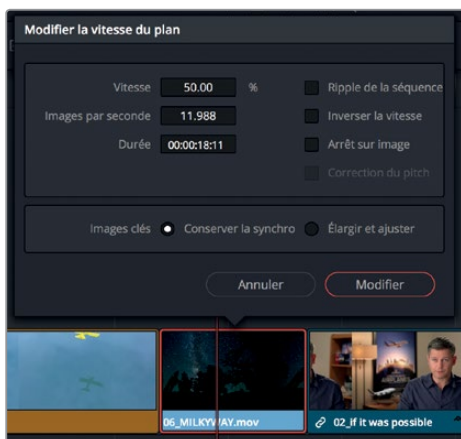 Modifier la vitesse du plan
Vitesse 50.00 % Ripple de la séquence
Images par seconde 11.988 Inverser la vitesse
Durée 00:00:18:11 Arrêt sur image
Correction du pitch
Images clés Conserver la synchro Élargir et ajuster
Annuler Modifier
06_MILKYWAY.mov 02_if it was possible